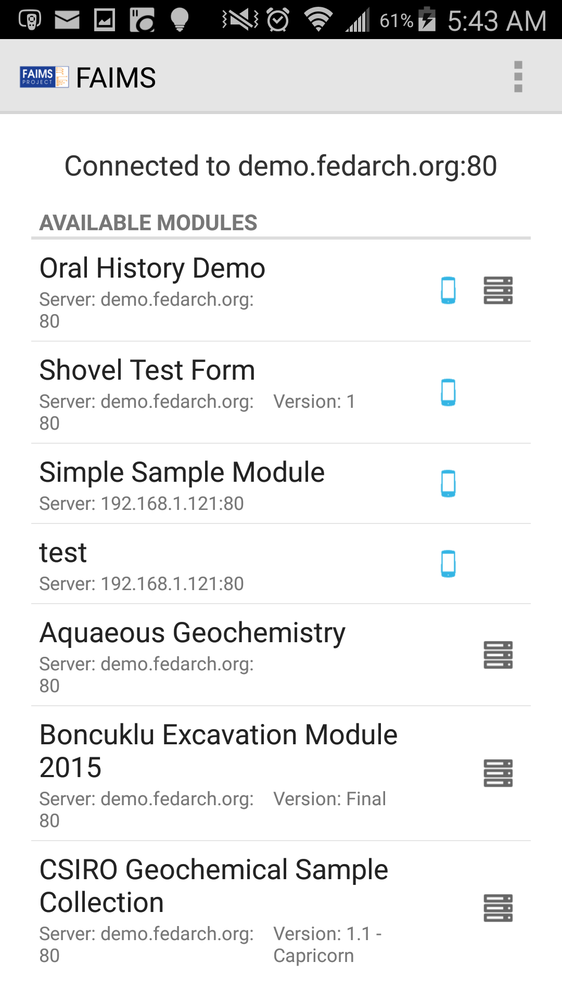 61% 5:43 AM
FAIMS PROJECT FAIMS
Connected to demo.fedarch.org:80
AVAILABLE MODULES
Oral History Demo
Server: demo.fedarch.org:
80
Shovel Test Form
Server: demo.fedarch.org: Version: 1
80
Simple Sample Module
Server: 192.168.1.121:80
test
Server: 192.168.1.121:80
Aquaeous Geochemistry
Server: demo.fedarch.org:
80
Boncuklu Excavation Module
2015
Server: demo.fedarch.org: Version: Final
80
CSIRO Geochemical Sample
Collection
Server: demo.fedarch.org: Version: 1.1 -
80 Capricorn